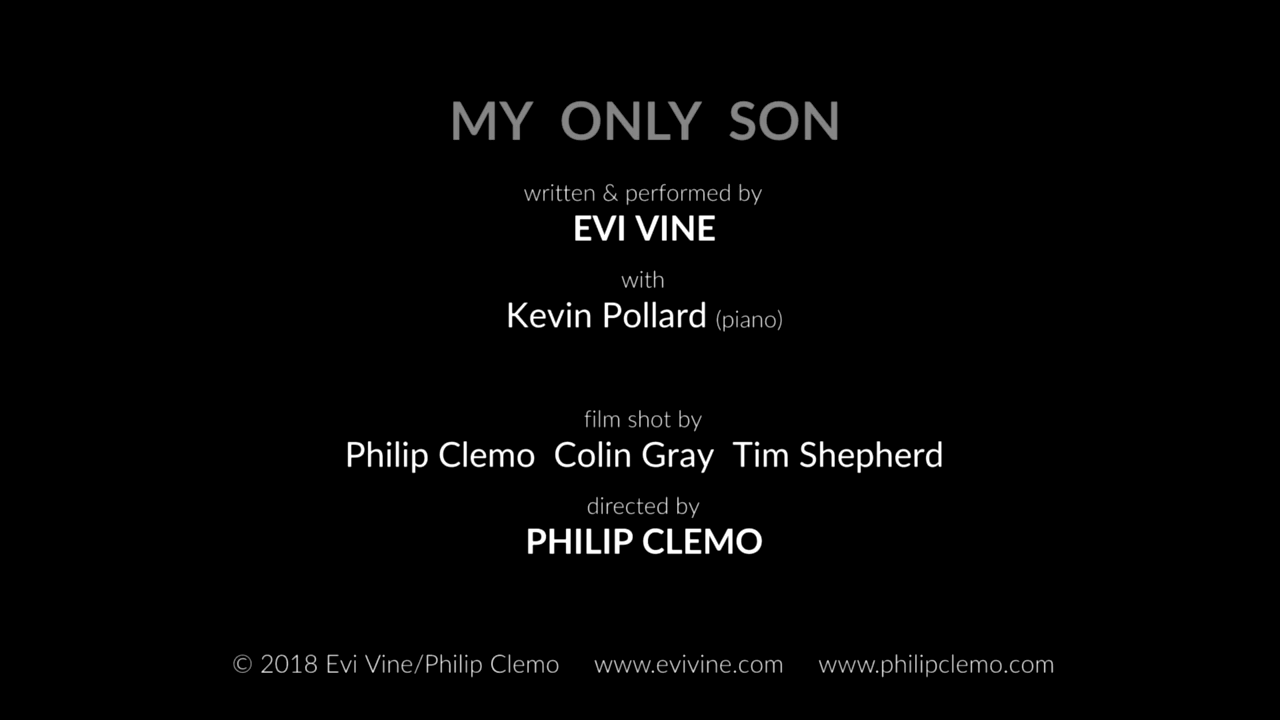 MY ONLY SON
written & performed by
EVI VINE
with
Kevin Pollard (piano)
film shot by
Philip Clemo Colin Gray Tim Shepherd
directed by
PHILIP CLEMO
© 2018 Evi Vine/Philip Clemo www.evivine.com www.philipclemo.com